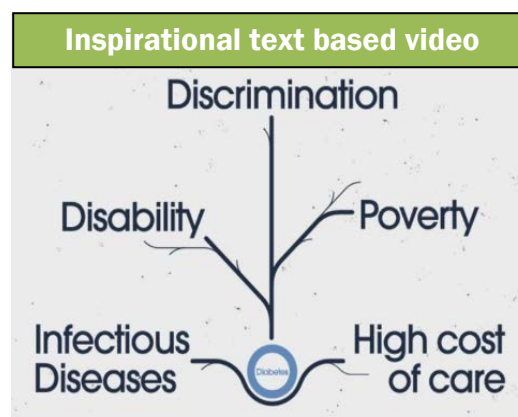 Inspirational text based video
Discrimination
Disability
Poverty
Infectious
Diseases
Diabetes
High cost
of care